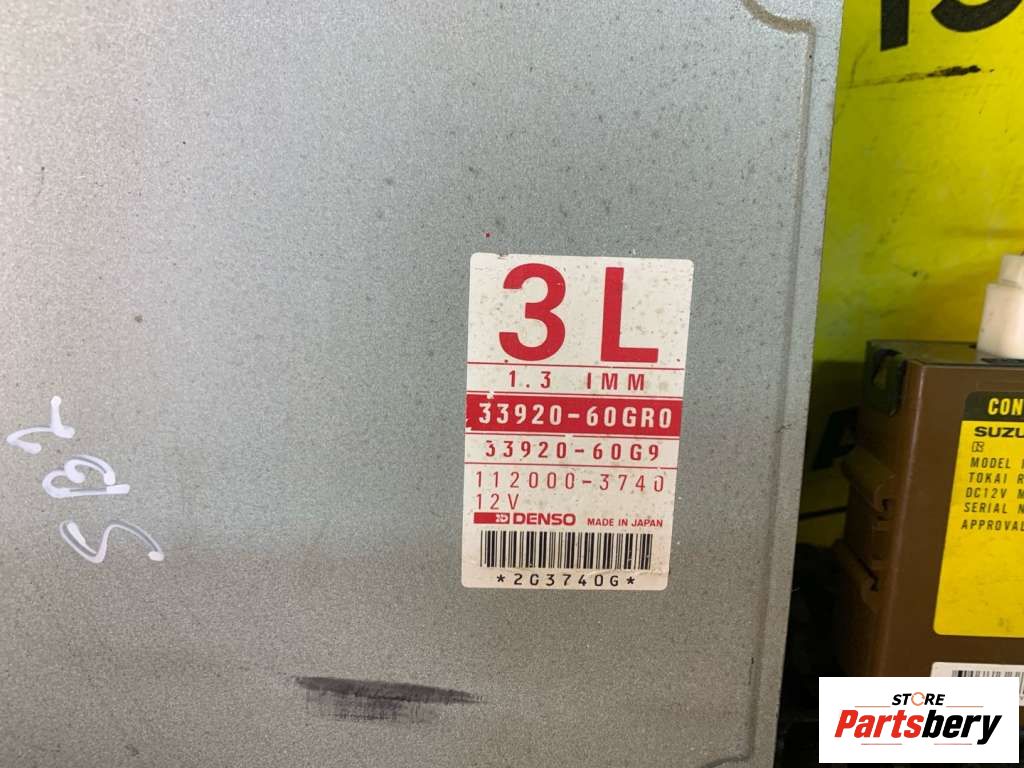 3L
1.3 IMM
33920-60GR0
33920-60G9
112000-3740
12V
DENSO MADE IN JAPAN
*2G3740G*
SB2
CON
SUZU
MODEL
TOKAI R
DC12V M
SERIAL N
APPROVAL
STORE
Partsbery